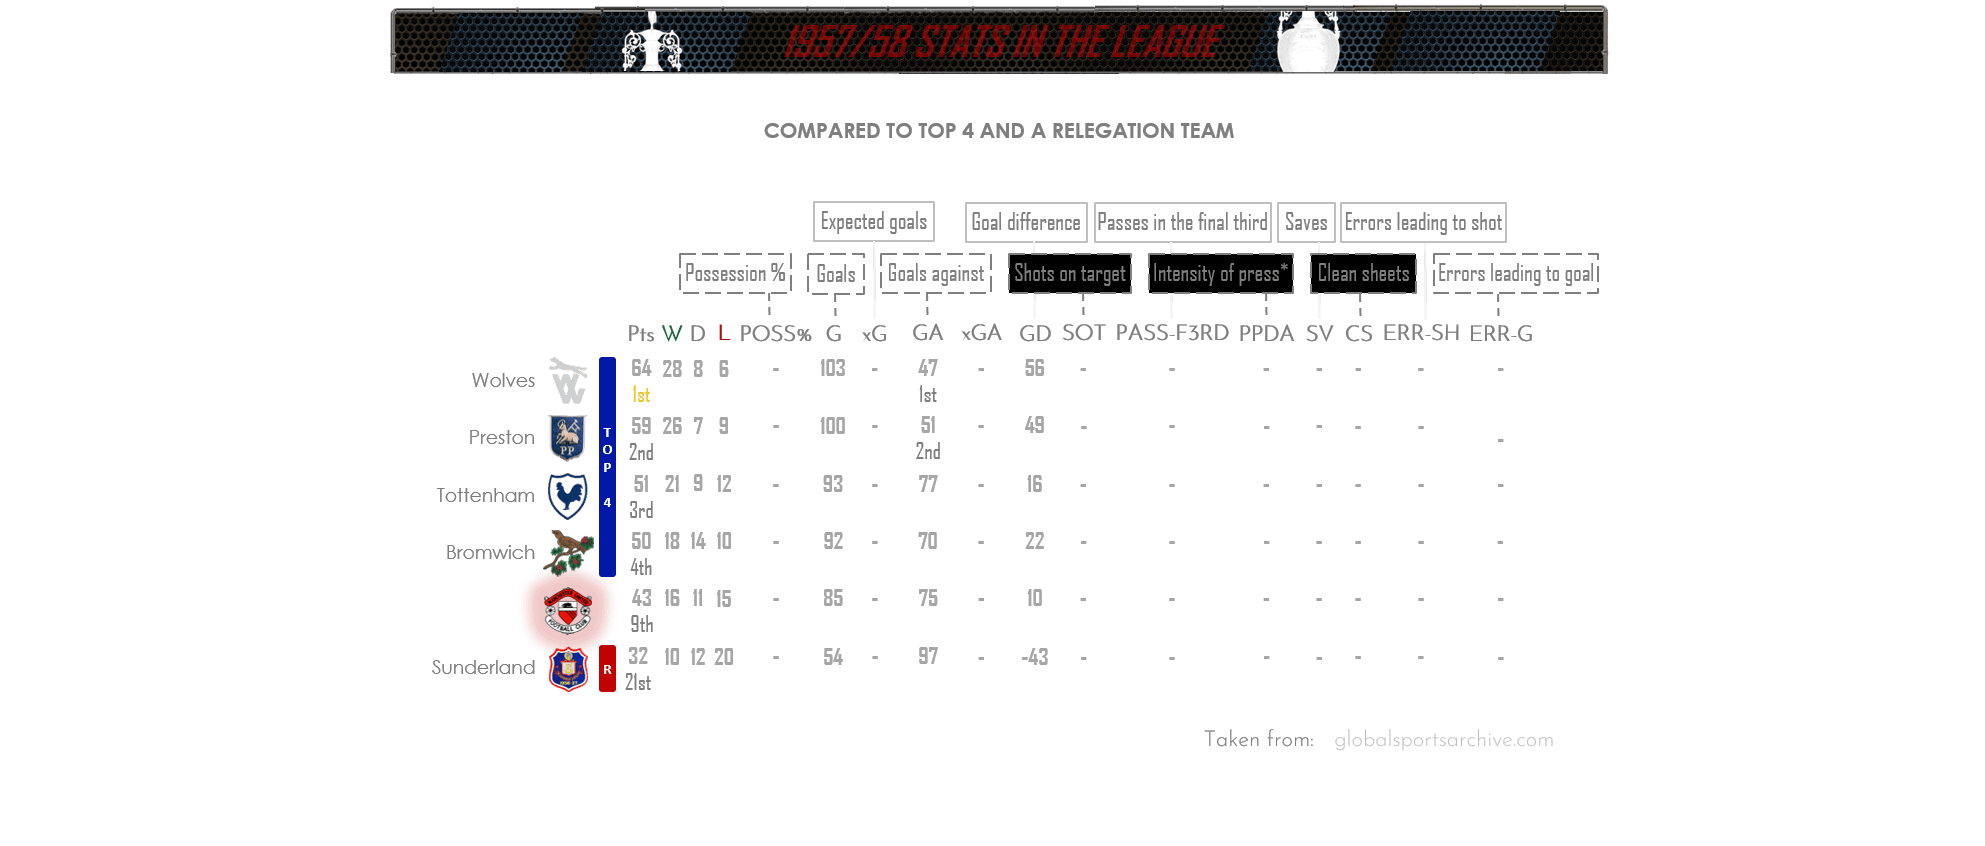 1957/58 STATS IN THE LEAGUE
COMPARED TO TOP 4 AND A RELEGATION TEAM
Expected goals Goal difference Passes in the final third Saves Errors leading to shot
Possession % Goals Goals against Shots on target Intensity of press* Clean sheets Errors leading to goal
Pts W D L POSS% G xG GA xGA GD SOT PASS-F3RD PPDA SV CS ERR-SH ERR-G
Wolves 64 28 8 6 - 103 - 47 - 56 - - - - - - -
1st 1st
Preston PP 59 26 7 9 - 100 - 51 - 49 - - - - - - -
2nd 2nd
TOP 4
Tottenham 51 21 9 12 - 93 - 77 - 16 - - - - - - -
3rd
Bromwich 50 18 14 10 - 92 - 70 - 22 - - - - - - -
4th
43 16 11 15 - 85 - 75 - 10 - - - - - - -
FOOTBALL CLUB 9th
Sunderland R 32 10 12 20 - 54 - 97 - -43 - - - - - - -
21st
Taken from: globalsportsarchive.com